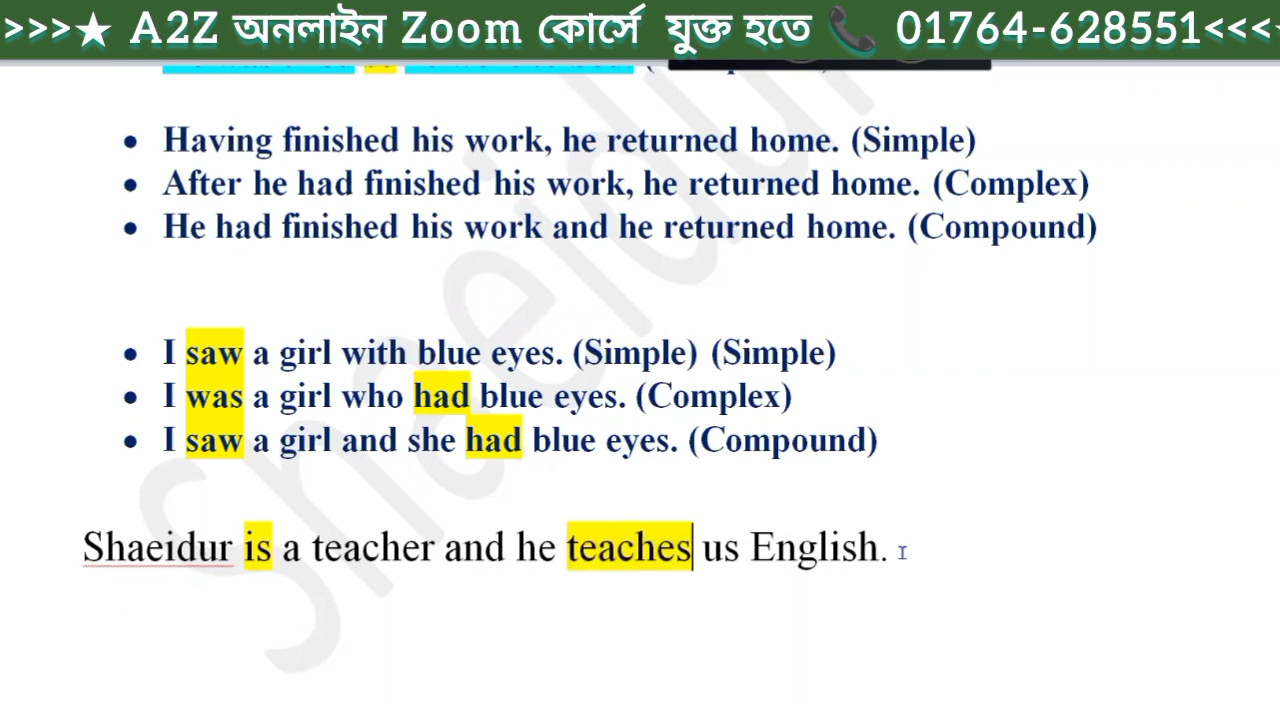 >>>★ A2Z অনলাইন Zoom কোর্সে যুক্ত হতে 📞 01764-628551<<<
• Having finished his work, he returned home. (Simple)
• After he had finished his work, he returned home. (Complex)
• He had finished his work and he returned home. (Compound)
• I saw a girl with blue eyes. (Simple) (Simple)
• I was a girl who had blue eyes. (Complex)
• I saw a girl and she had blue eyes. (Compound)
Shaeidur is a teacher and he teaches us English.
Shaeidur